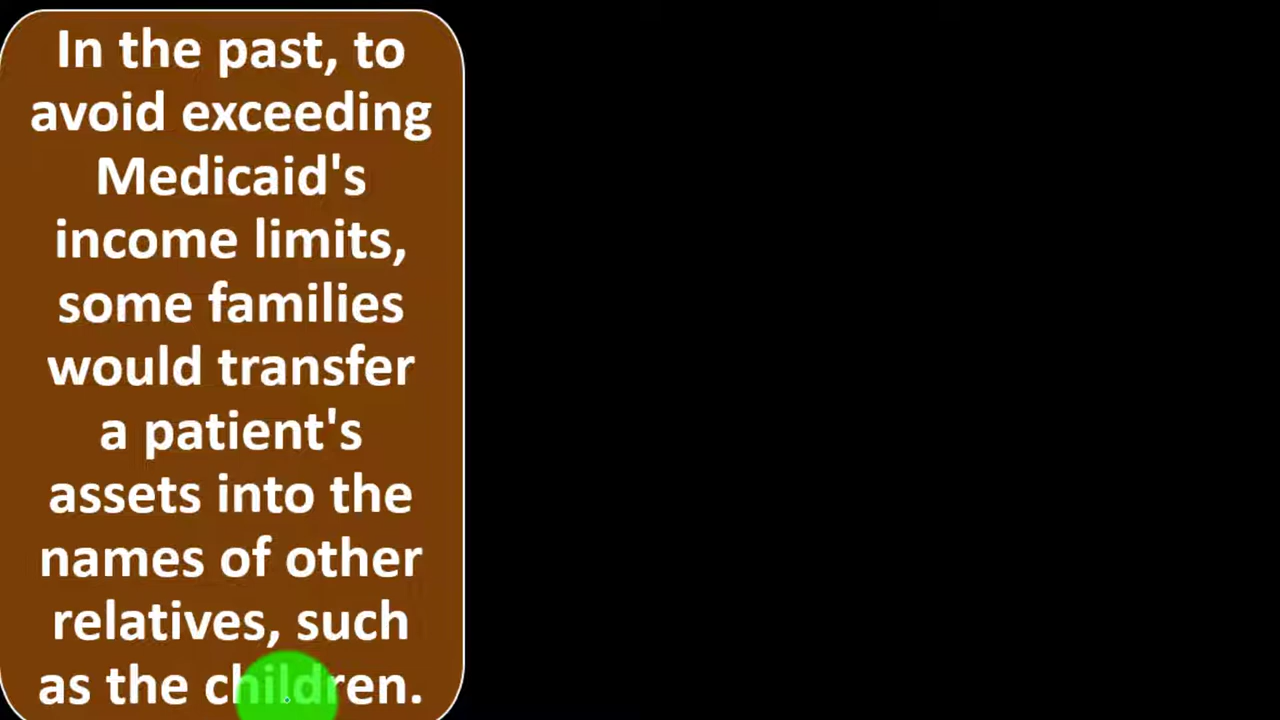 In the past, to
avoid exceeding
Medicaid's
income limits,
some families
would transfer
a patient's
assets into the
names of other
relatives, such
as the children.